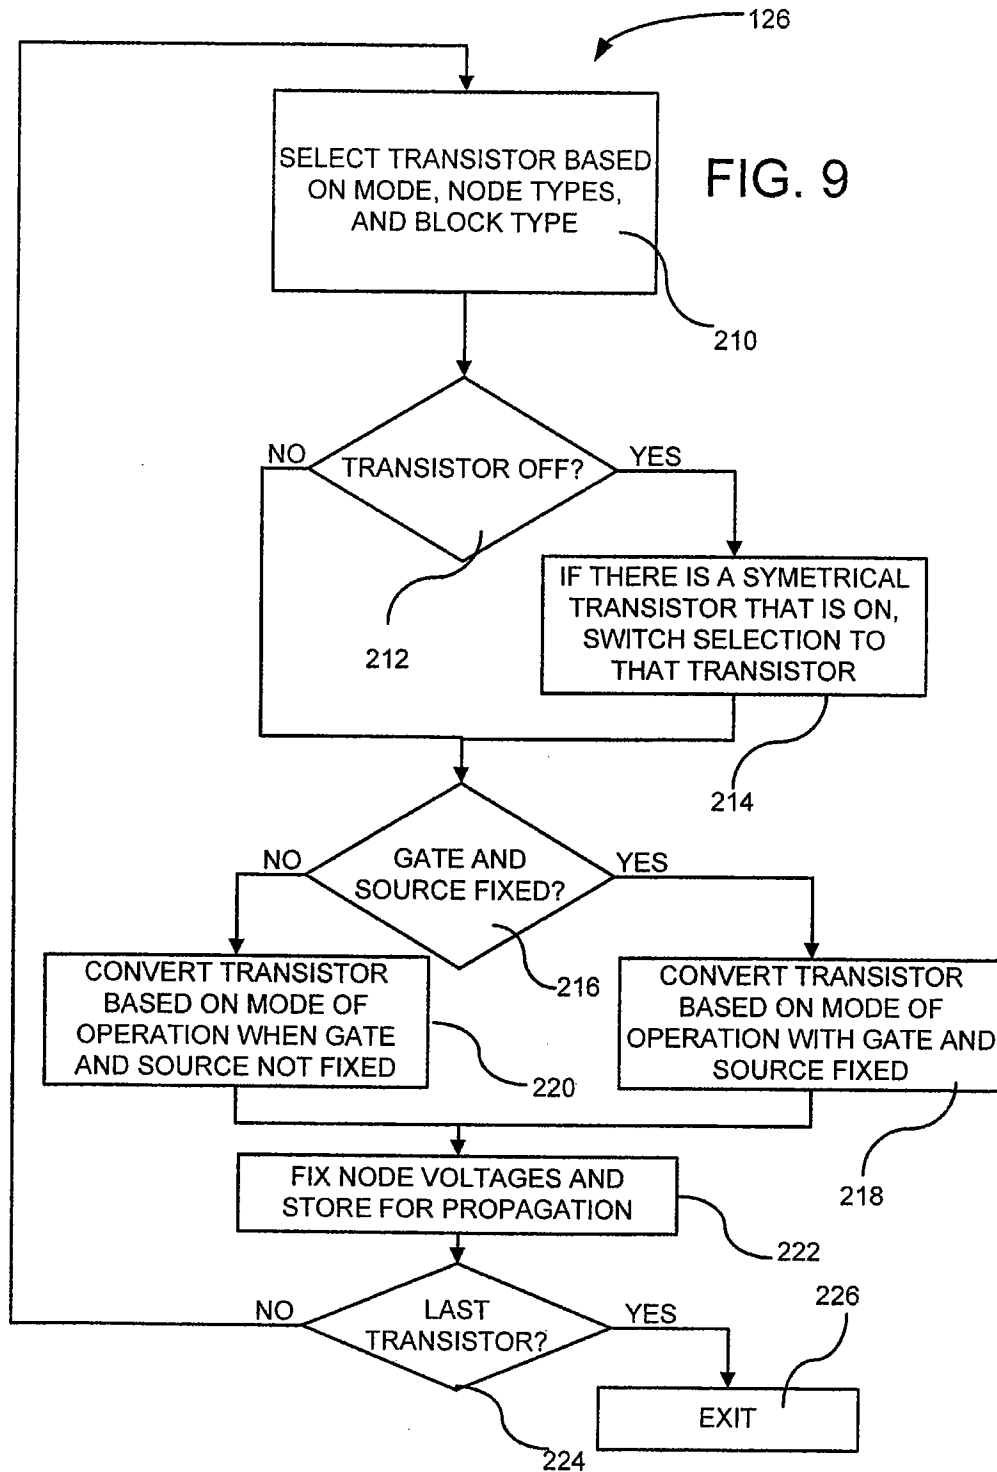 126
SELECT TRANSISTOR BASED
ON MODE, NODE TYPES,
AND BLOCK TYPE
FIG. 9
210
NO
TRANSISTOR OFF?
YES
212
IF THERE IS A SYMETRICAL
TRANSISTOR THAT IS ON,
SWITCH SELECTION TO
THAT TRANSISTOR
214
NO
GATE AND
SOURCE FIXED?
YES
216
CONVERT TRANSISTOR
BASED ON MODE OF
OPERATION WHEN GATE
AND SOURCE NOT FIXED
220
CONVERT TRANSISTOR
BASED ON MODE OF
OPERATION WITH GATE AND
SOURCE FIXED
218
FIX NODE VOLTAGES AND
STORE FOR PROPAGATION
222
NO
LAST
TRANSISTOR?
YES
224
226
EXIT